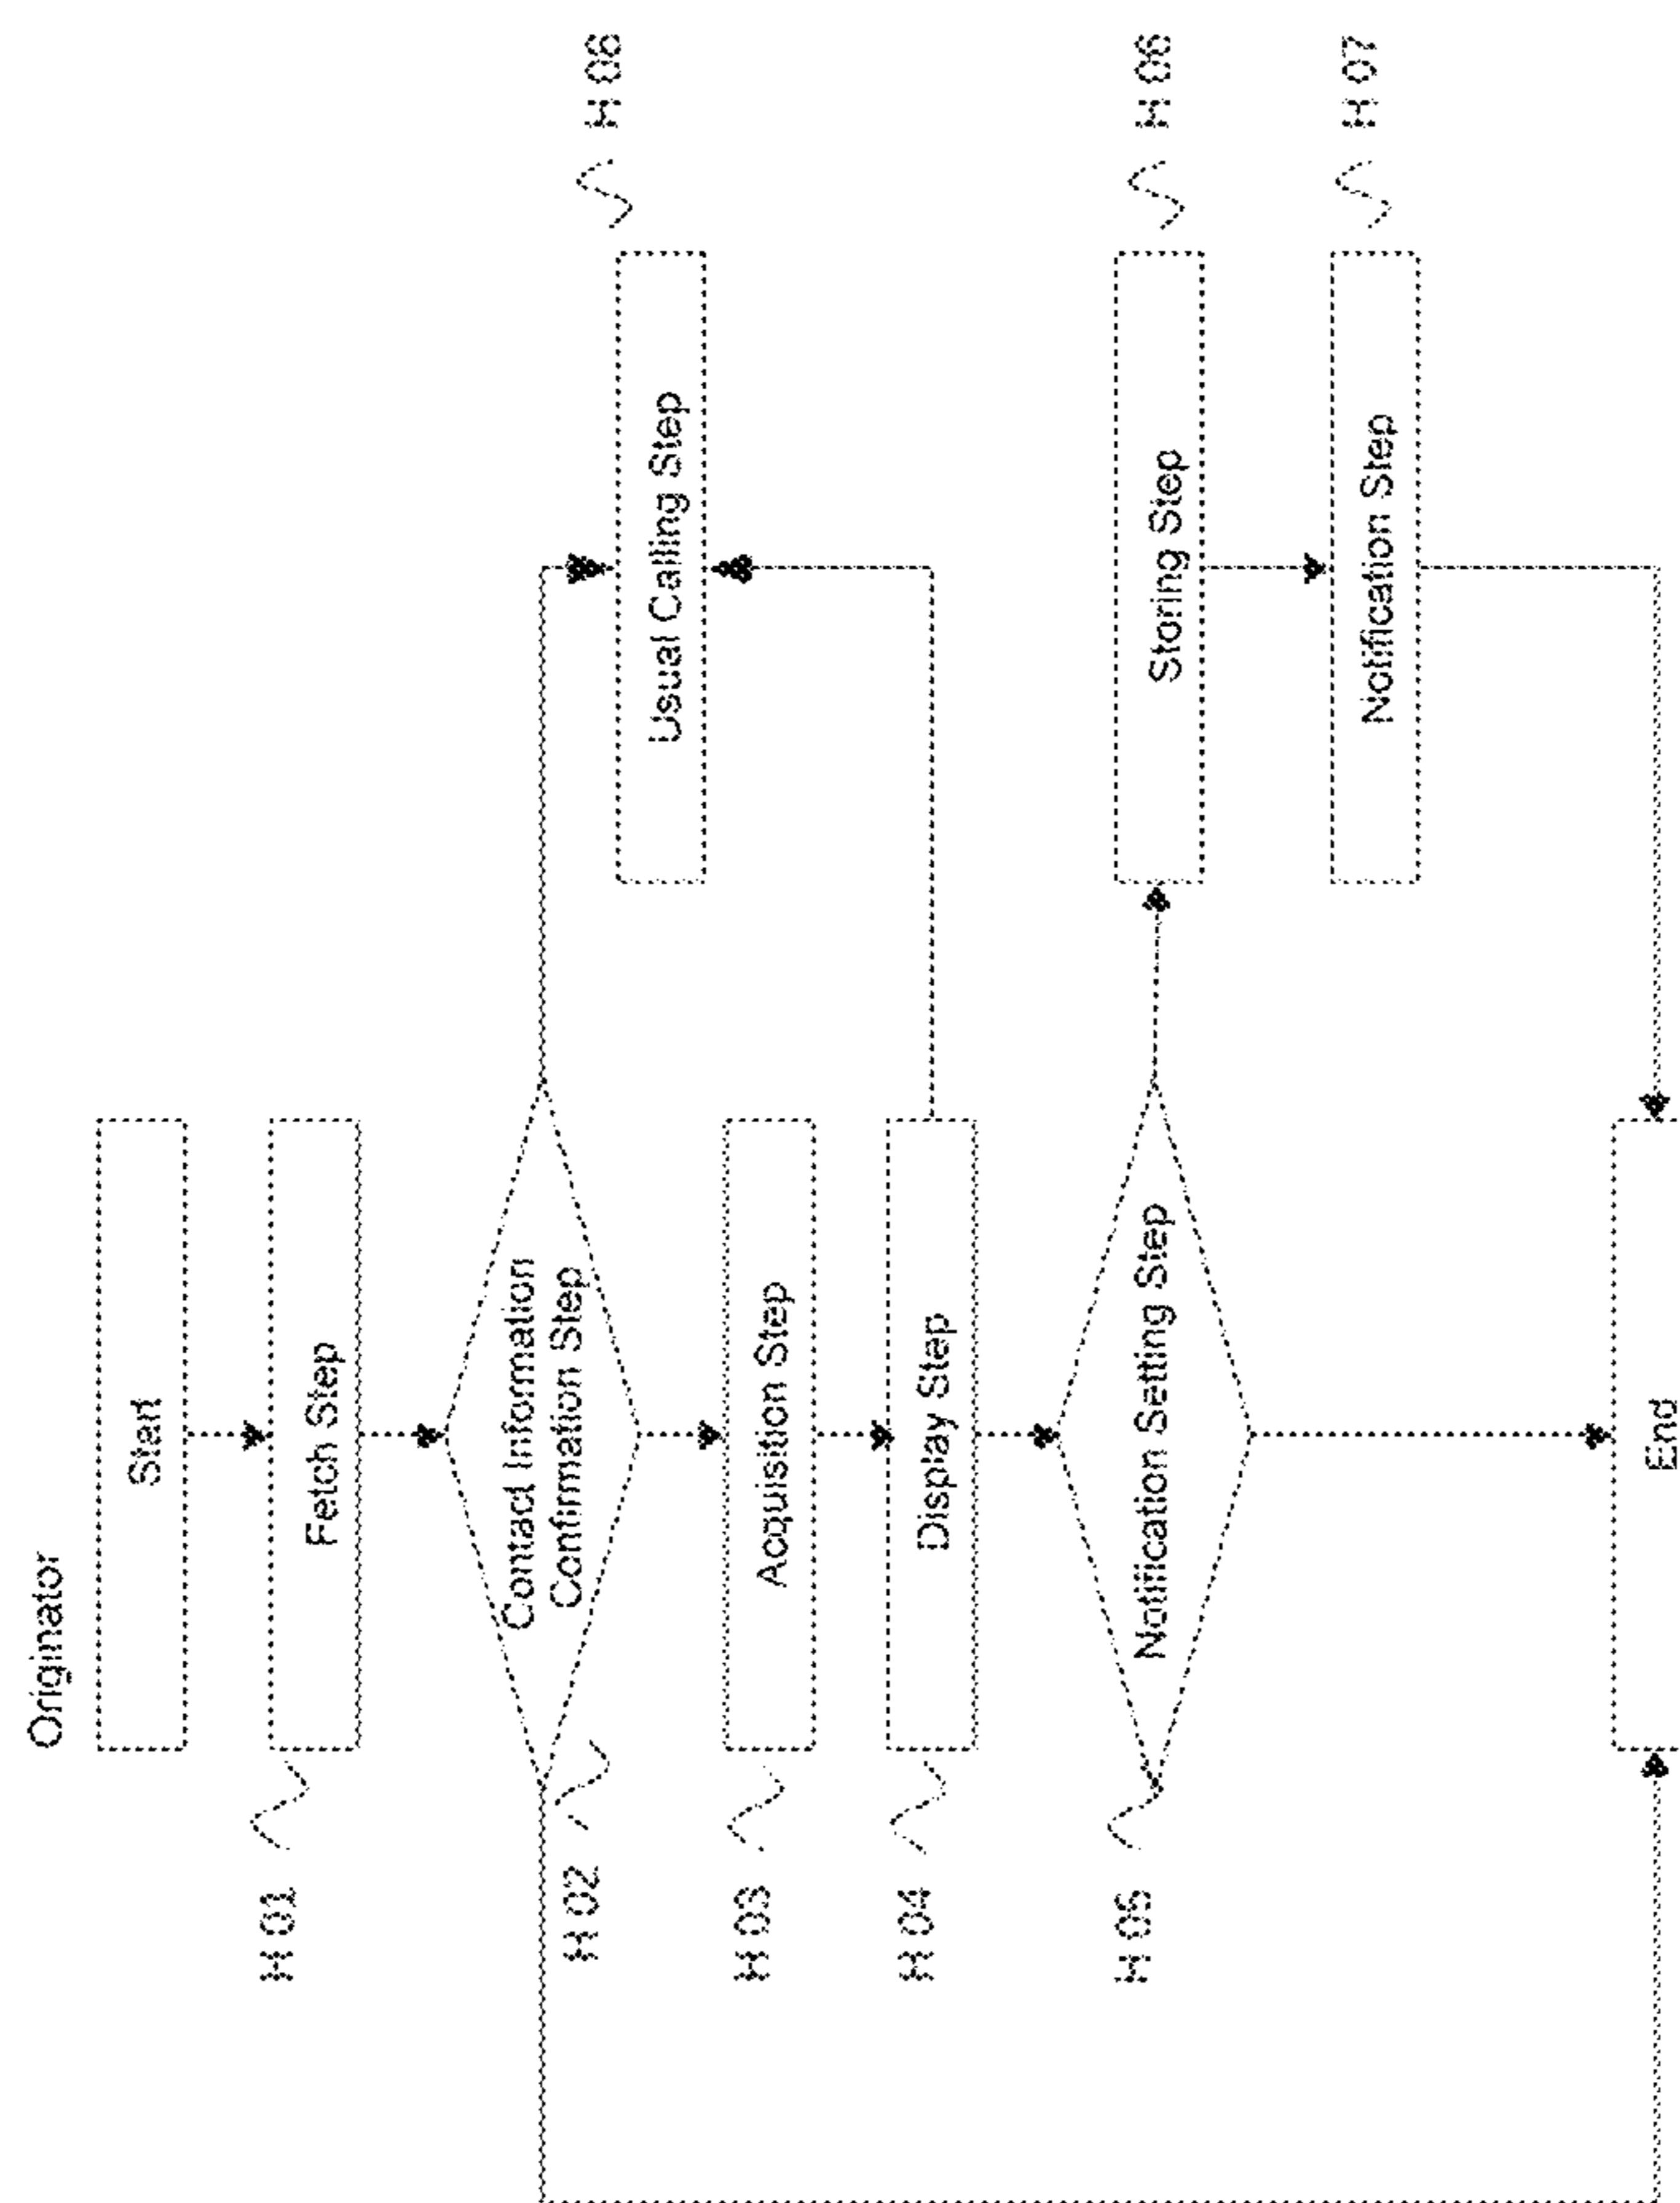 Originator
Start
H 01
Fetch Step
Contact Information
Confirmation Step
H 02
Usual Calling Step
H 08
H 03
Acquisition Step
H 04
Display Step
H 05
Notification Setting Step
Storing Step
H 06
Notification Step
H 07
End